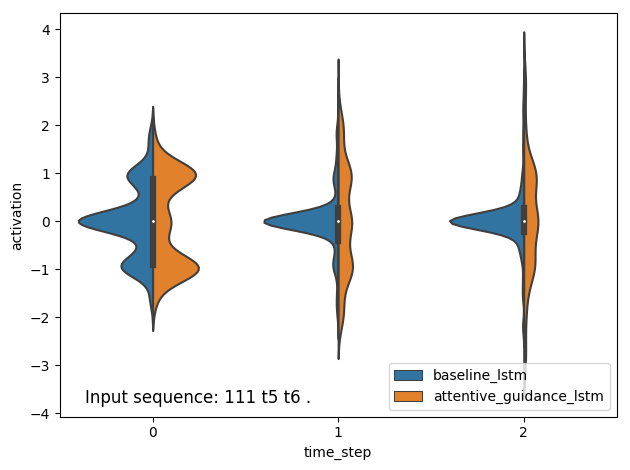 4
3
2
1
0
−1
−2
−3
−4
activation
Input sequence: 111 t5 t6 .
baseline_lstm
attentive_guidance_lstm
0 1 2
time_step